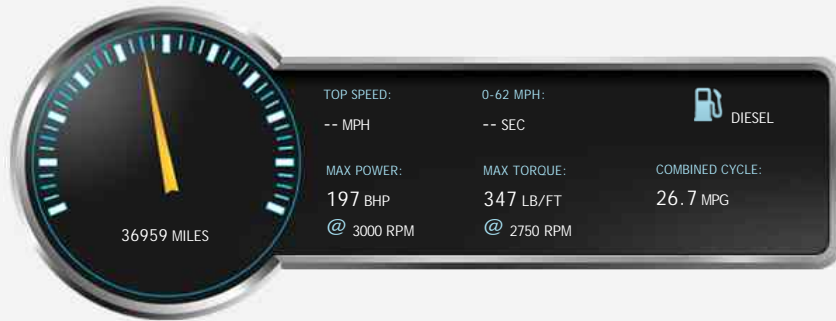 TOP SPEED:
-- MPH
0-62 MPH:
-- SEC
DIESEL
MAX POWER:
197 BHP
@ 3000 RPM
MAX TORQUE:
347 LB/FT
@ 2750 RPM
COMBINED CYCLE:
26.7 MPG
36959 MILES